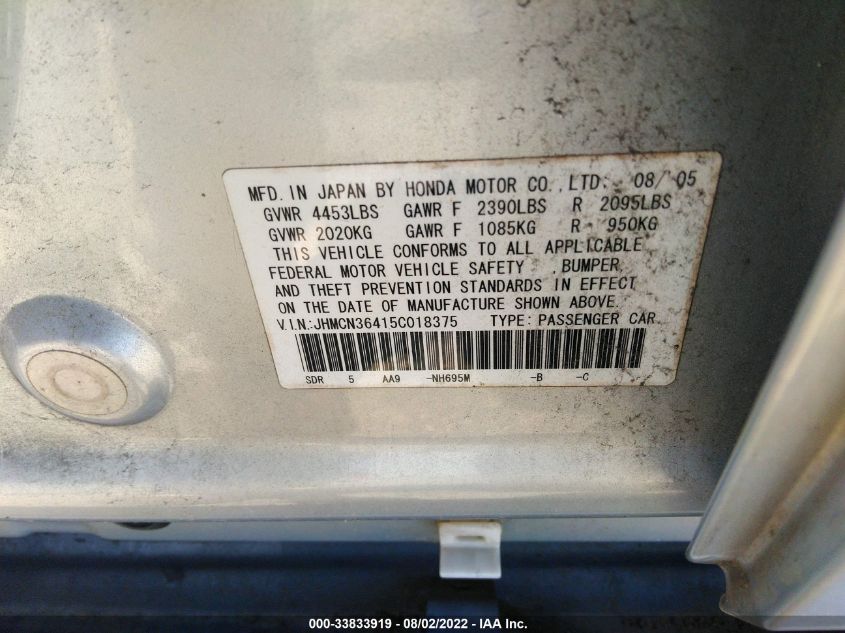 MFD. IN JAPAN BY HONDA MOTOR CO., LTD. 08/'05
GVWR 4453LBS GAWR F 2390LBS R 2095LBS
GVWR 2020KG GAWR F 1085KG R 950KG
THIS VEHICLE CONFORMS TO ALL APPLICABLE
FEDERAL MOTOR VEHICLE SAFETY , BUMPER,
AND THEFT PREVENTION STANDARDS IN EFFECT
ON THE DATE OF MANUFACTURE SHOWN ABOVE.
V.I.N.: JHMCN36415C018375 TYPE: PASSENGER CAR
SDR 5 AA9 -NH695M -B -C
000-33833919 - 08/02/2022 - IAA Inc.